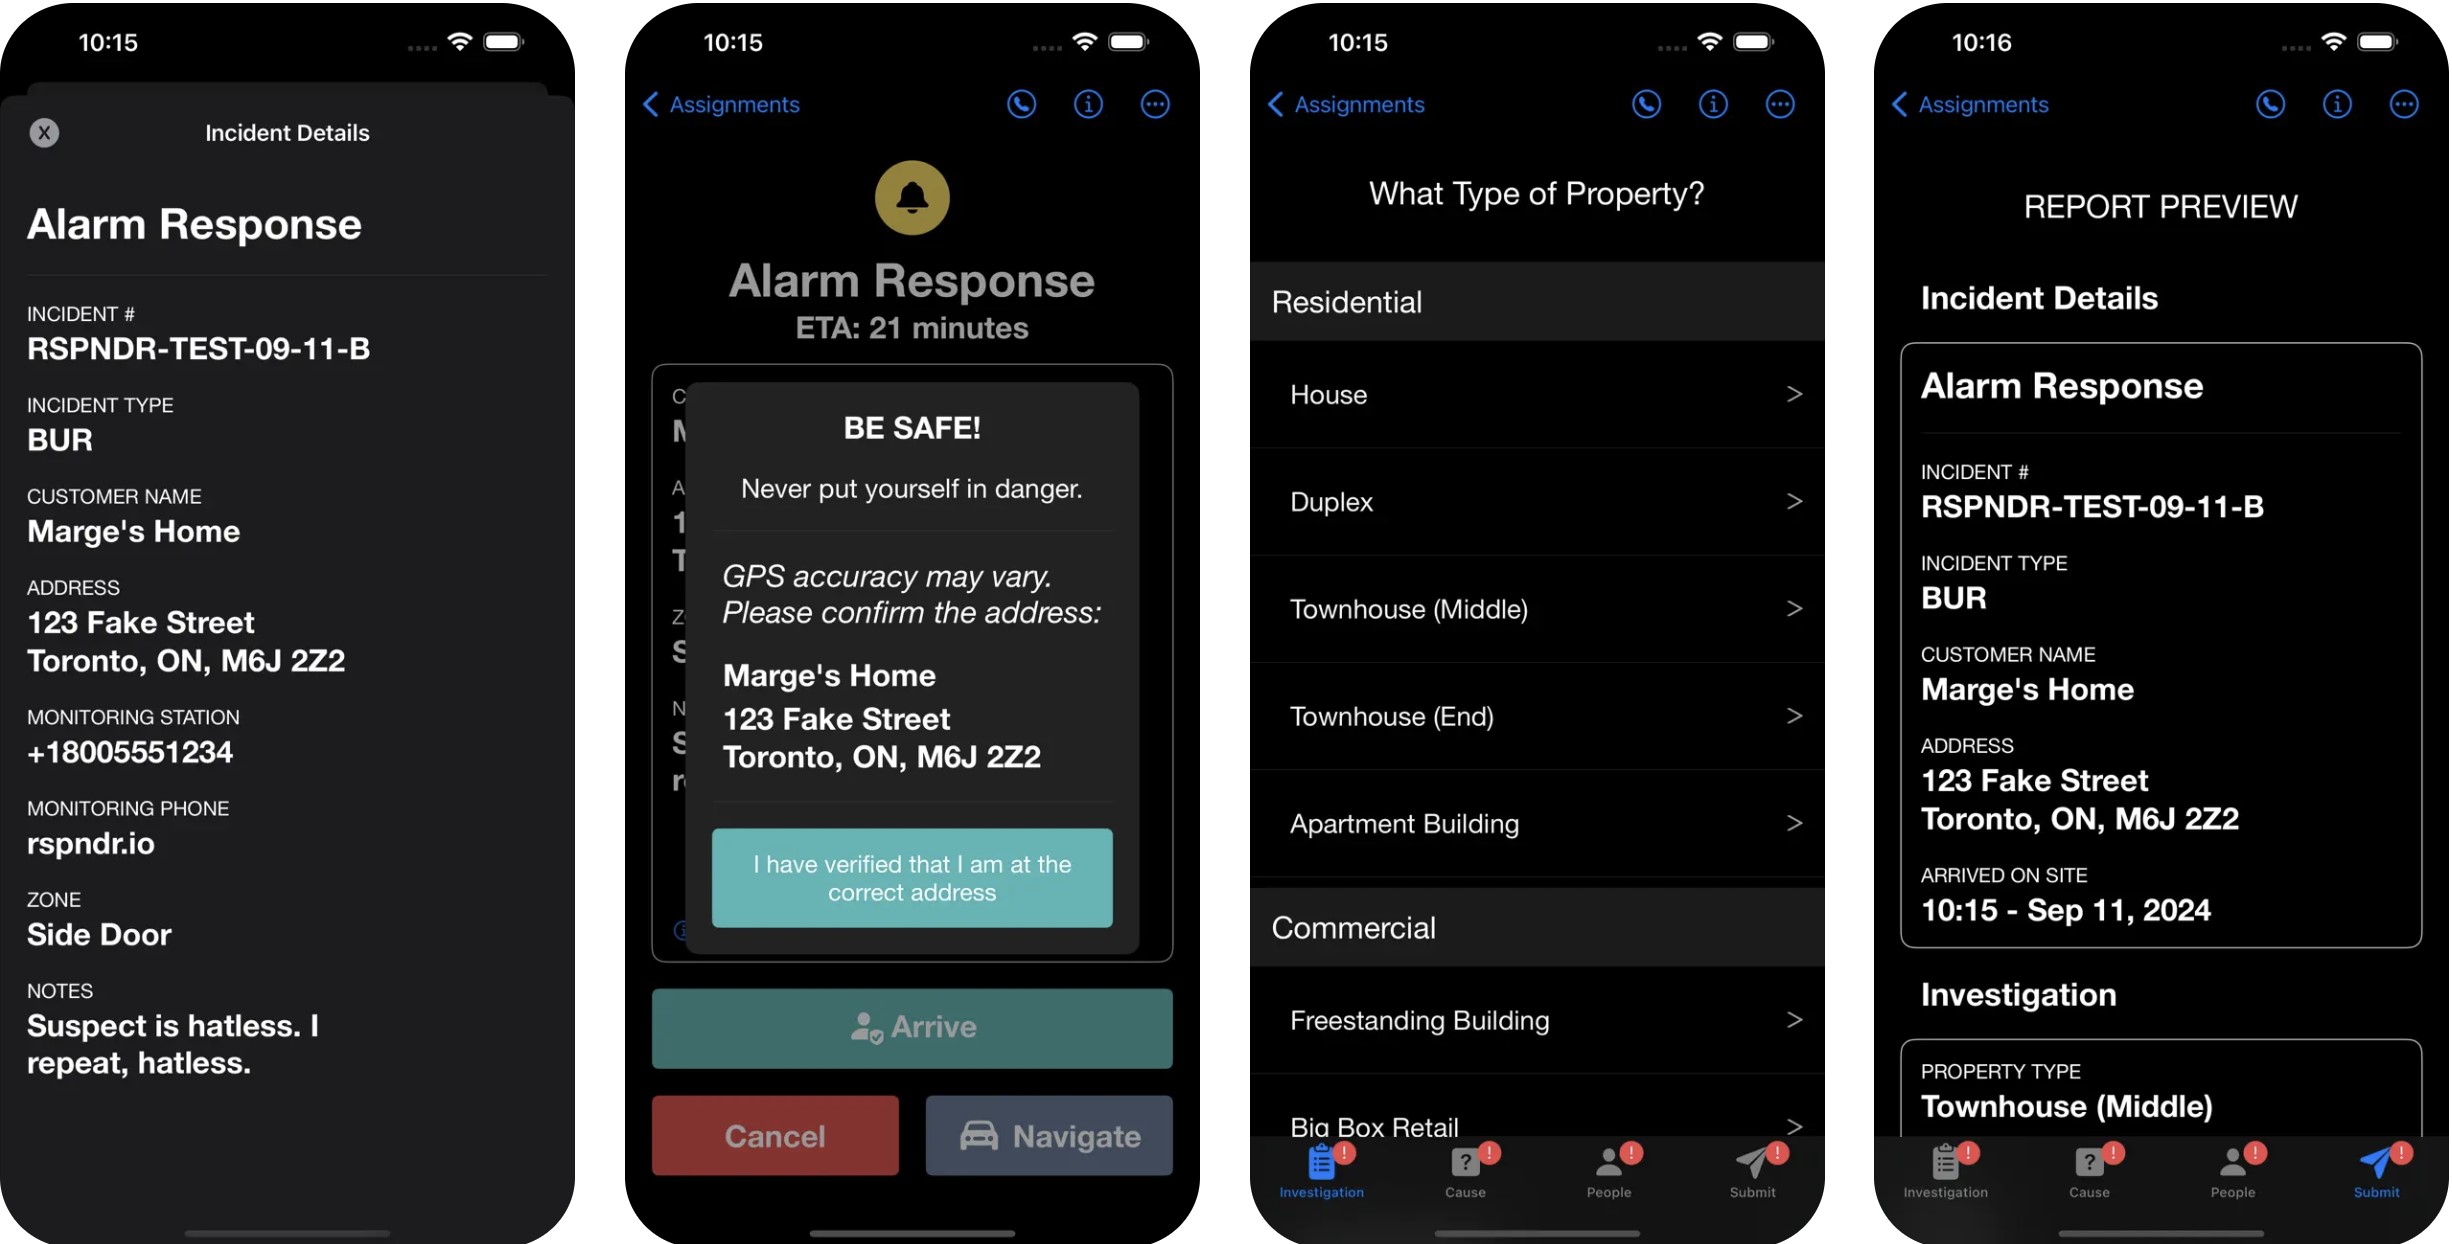 10:15
X
Incident Details
Alarm Response
INCIDENT #
RSPNDR-TEST-09-11-B
INCIDENT TYPE
BUR
CUSTOMER NAME
Marge's Home
ADDRESS
123 Fake Street
Toronto, ON, M6J 2Z2
MONITORING STATION
+18005551234
MONITORING PHONE
rspndr.io
ZONE
Side Door
NOTES
Suspect is hatless. I
repeat, hatless.
10:15
Assignments
Alarm Response
ETA: 21 minutes
BE SAFE!
Never put yourself in danger.
GPS accuracy may vary.
Please confirm the address:
Marge's Home
123 Fake Street
Toronto, ON, M6J 2Z2
I have verified that I am at the
correct address
Arrive
Cancel
Navigate
10:15
Assignments
What Type of Property?
Residential
House >
Duplex >
Townhouse (Middle) >
Townhouse (End) >
Apartment Building >
Commercial
Freestanding Building >
Big Box Retail >
Investigation
Cause
People
Submit
10:16
Assignments
REPORT PREVIEW
Incident Details
Alarm Response
INCIDENT #
RSPNDR-TEST-09-11-B
INCIDENT TYPE
BUR
CUSTOMER NAME
Marge's Home
ADDRESS
123 Fake Street
Toronto, ON, M6J 2Z2
ARRIVED ON SITE
10:15 - Sep 11, 2024
Investigation
PROPERTY TYPE
Townhouse (Middle)
Investigation
Cause
People
Submit